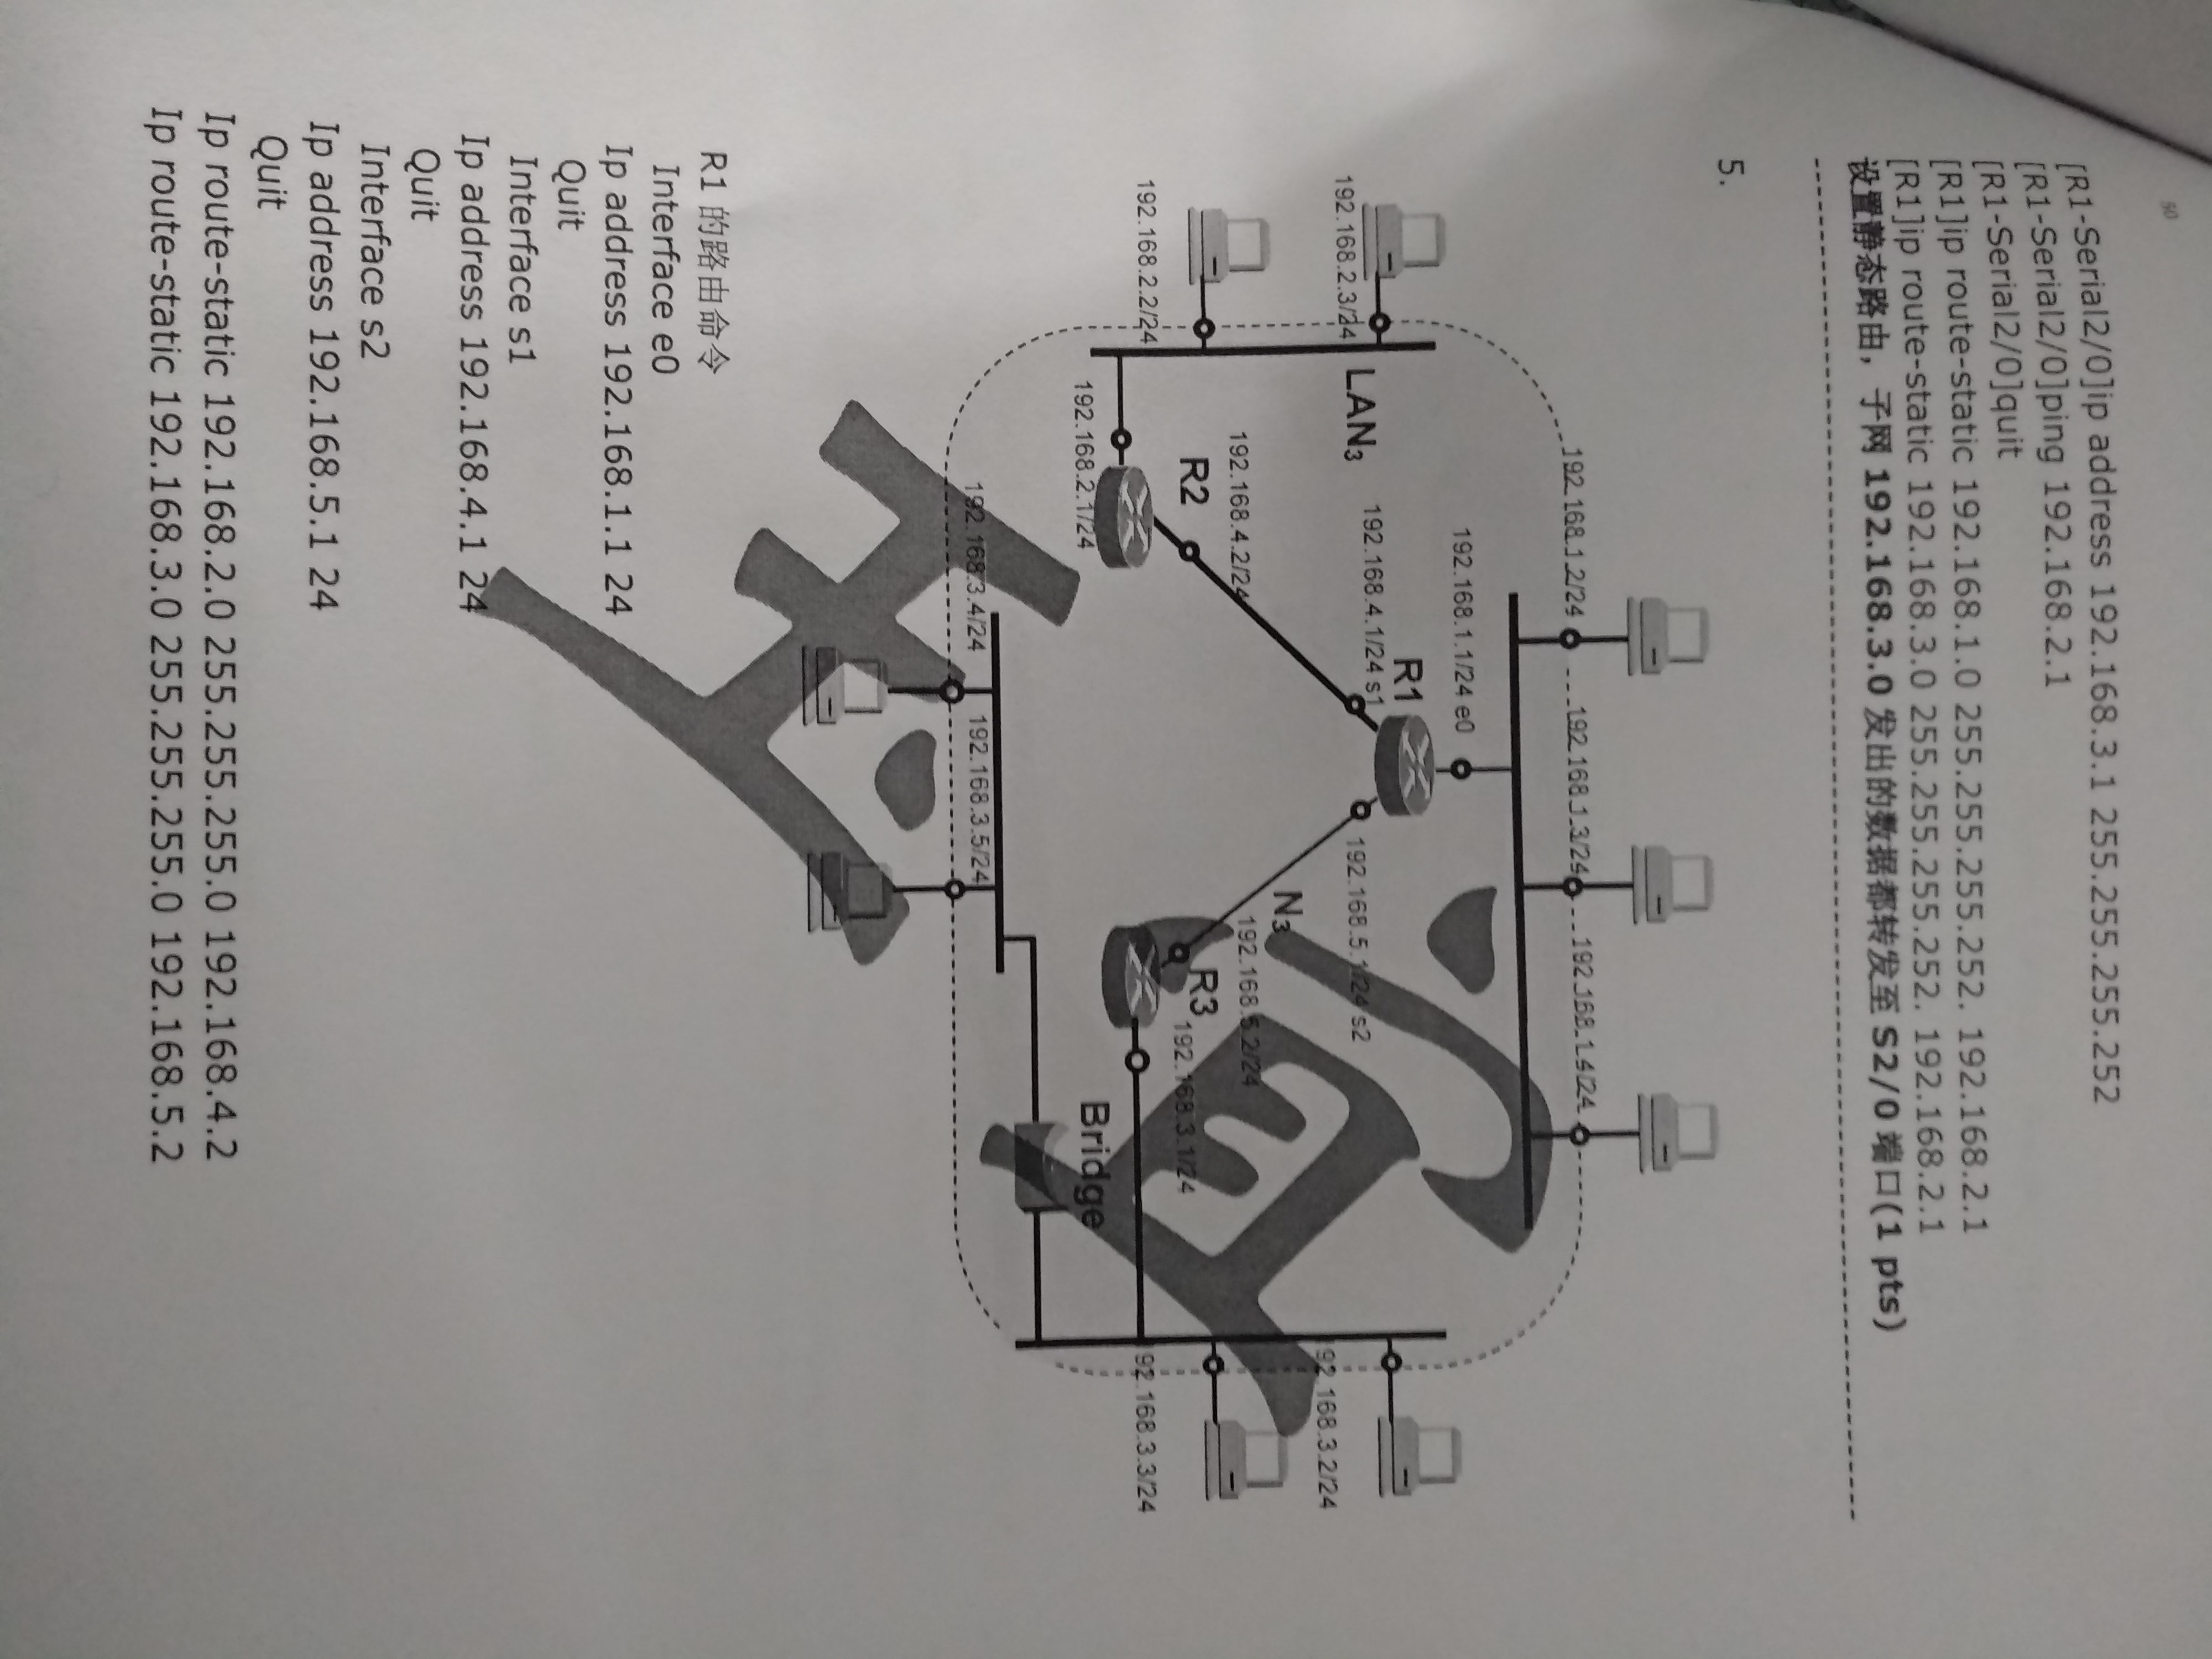 50
[R1-Serial2/0]ip address 192.168.3.1 255.255.255.252
[R1-Serial2/0]ping 192.168.2.1
[R1-Serial2/0]quit
[R1]ip route-static 192.168.1.0 255.255.255.252. 192.168.2.1
[R1]ip route-static 192.168.3.0 255.255.255.252. 192.168.2.1
设置静态路由，子网 192.168.3.0 发出的数据都转发至 S2/0 端口(1 pts)
5.
192.168.1.2/24
192.168.1.3/24
192.168.1.4/24
192.168.1.1/24 e0
R1
192.168.4.1/24 s1
192.168.5.1/24 s2
LAN3
192.168.2.3/24
192.168.3.2/24
N3
192.168.4.2/24
192.168.5.2/24
R2
R3
192.168.3.1/24
192.168.2.2/24
192.168.3.3/24
192.168.2.1/24
Bridge
192.168.3.4/24
192.168.3.5/24
R1 的路由命令
Interface e0
Ip address 192.168.1.1 24
Quit
Interface s1
Ip address 192.168.4.1 24
Quit
Interface s2
Ip address 192.168.5.1 24
Quit
Ip route-static 192.168.2.0 255.255.255.0 192.168.4.2
Ip route-static 192.168.3.0 255.255.255.0 192.168.5.2